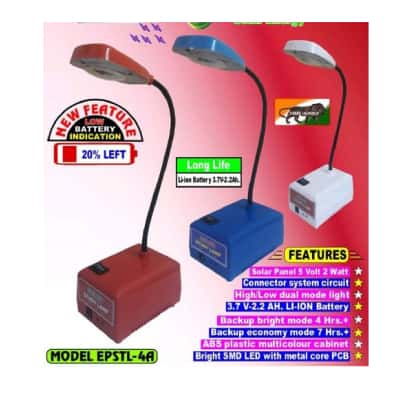 NEW FEATURE
LOW
BATTERY
INDICATION
20% LEFT
Long Life
Li-ion Battery 3.7V-2.2Ah.
FEATURES
Solar Panel 5 Volt 2 Watt
Connector system circuit
High/Low dual mode light
3.7 V-2.2 AH. LI-ION Battery
Backup bright mode 4 Hrs.+
Backup economy mode 7 Hrs.+
ABS plastic multicolour cabinet
Bright SMD LED with metal core PCB
MODEL EPSTL-4A